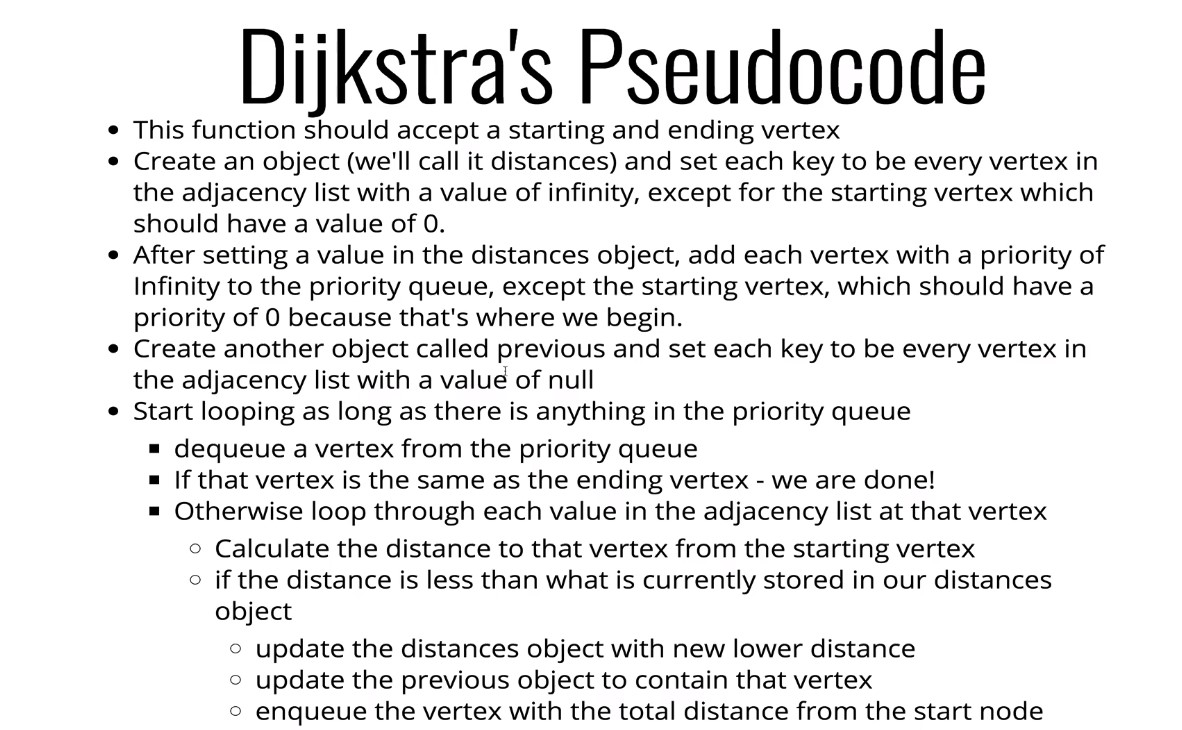 Dijkstra's Pseudocode
This function should accept a starting and ending vertex
Create an object (we'll call it distances) and set each key to be every vertex in
the adjacency list with a value of infinity, except for the starting vertex which
should have a value of 0.
After setting a value in the distances object, add each vertex with a priority of
Infinity to the priority queue, except the starting vertex, which should have a
priority of 0 because that's where we begin.
Create another object called previous and set each key to be every vertex in
the adjacency list with a value of null
Start looping as long as there is anything in the priority queue
dequeue a vertex from the priority queue
If that vertex is the same as the ending vertex - we are done!
Otherwise loop through each value in the adjacency list at that vertex
Calculate the distance to that vertex from the starting vertex
if the distance is less than what is currently stored in our distances
object
update the distances object with new lower distance
update the previous object to contain that vertex
enqueue the vertex with the total distance from the start node